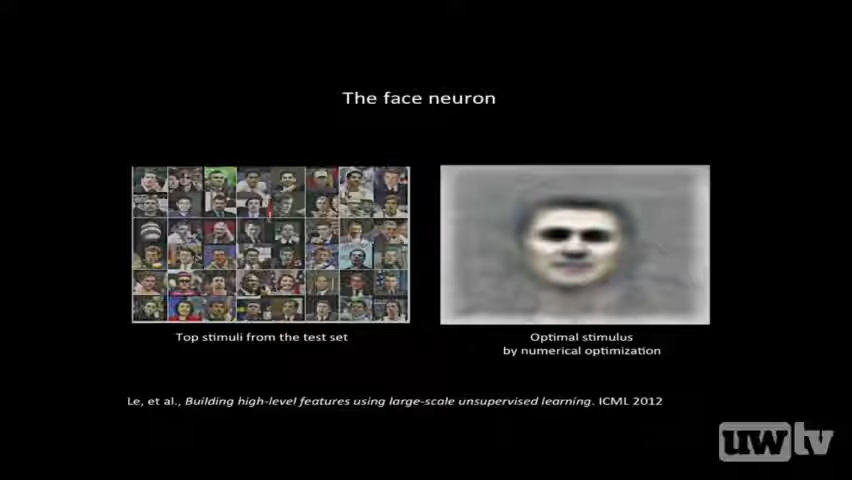 The face neuron
Top stimuli from the test set
Optimal stimulus
by numerical optimization
Le, et al., Building high-level features using large-scale unsupervised learning. ICML 2012
uwtv